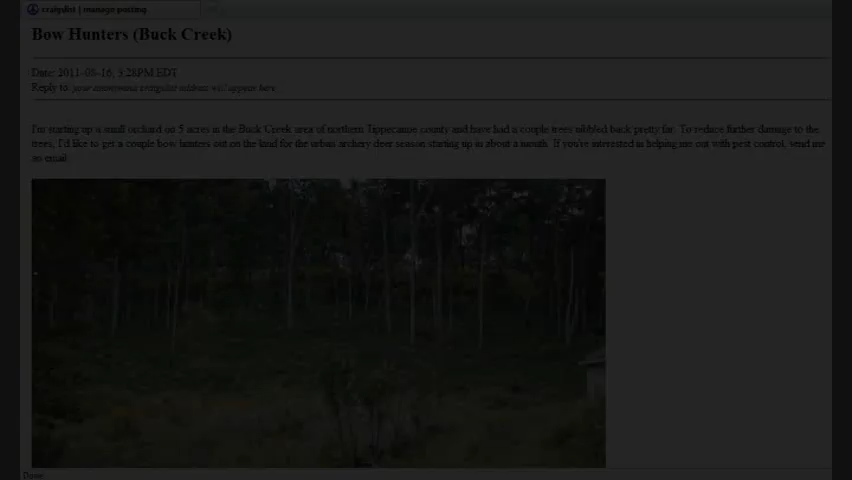 craigslist | manage posting
Bow Hunters (Buck Creek)
Date: 2011-08-16, 3:28PM EDT
Reply to: your anonymous craigslist address will appear here
I'm starting up a small orchard on 5 acres in the Buck Creek area of northern Tippecanoe county and have had a couple trees nibbled back pretty far. To reduce further damage to the
trees, I'd like to get a couple bow hunters out on the land for the urban archery deer season starting up in about a month. If you're interested in helping me out with pest control, send me
an email.
Done